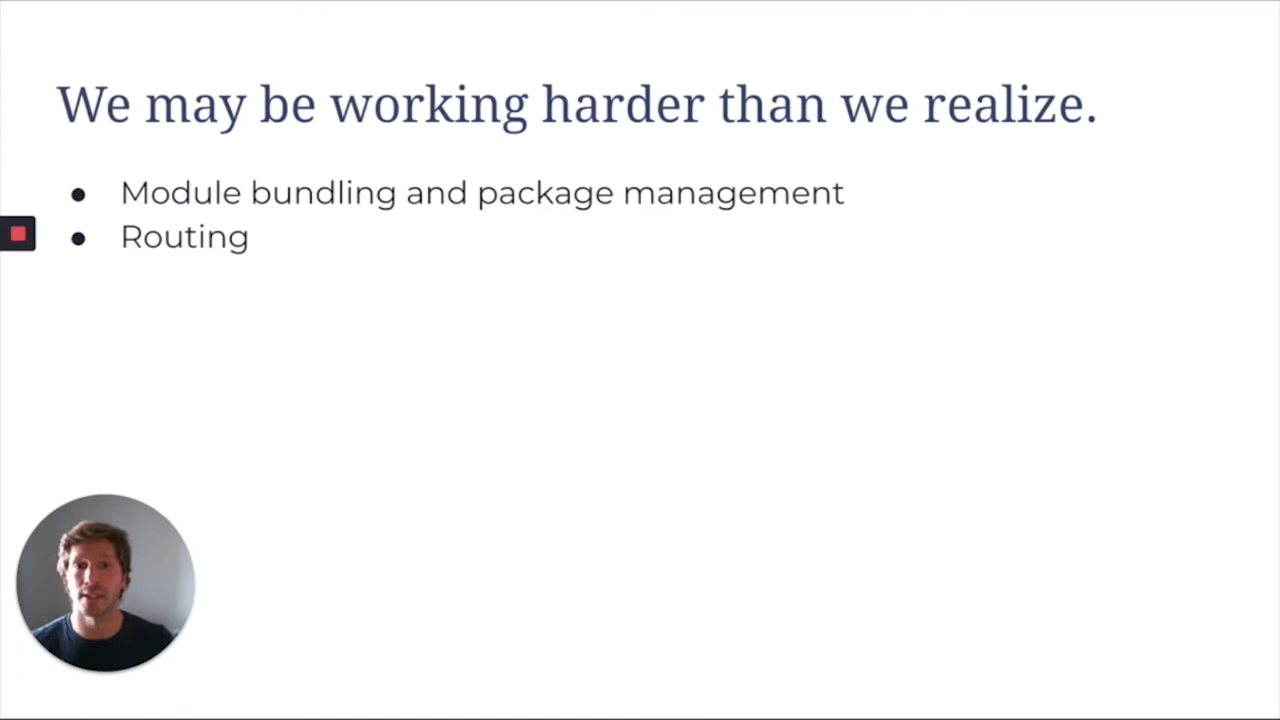 We may be working harder than we realize.
● Module bundling and package management
● Routing